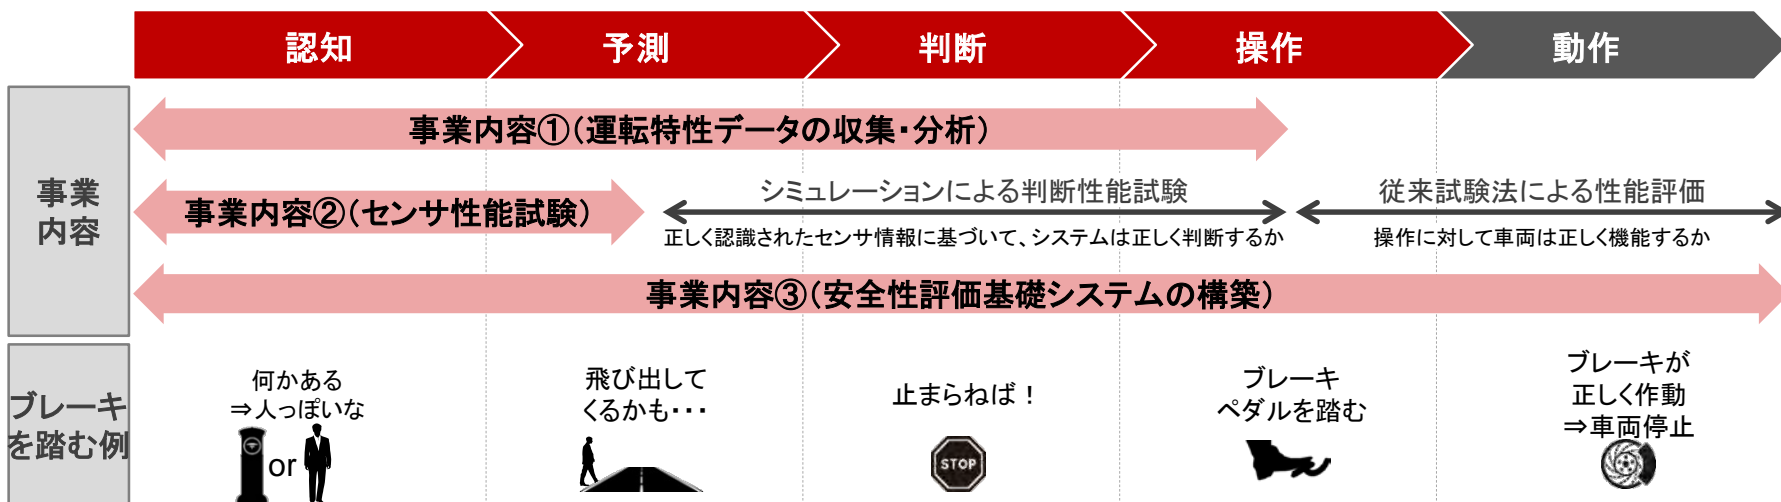 認知
予測
判断
操作
動作
事業
内容
事業内容①(運転特性データの収集・分析)
事業内容②(センサ性能試験)
シミュレーションによる判断性能試験
正しく認識されたセンサ情報に基づいて、システムは正しく判断するか
従来試験法による性能評価
操作に対して車両は正しく機能するか
事業内容③(安全性評価基礎システムの構築)
ブレーキ
を踏む例
何かある
⇒人っぽいな
or
飛び出して
くるかも・・・
止まらねば！
STOP
ブレーキ
ペダルを踏む
ブレーキが
正しく作動
⇒車両停止